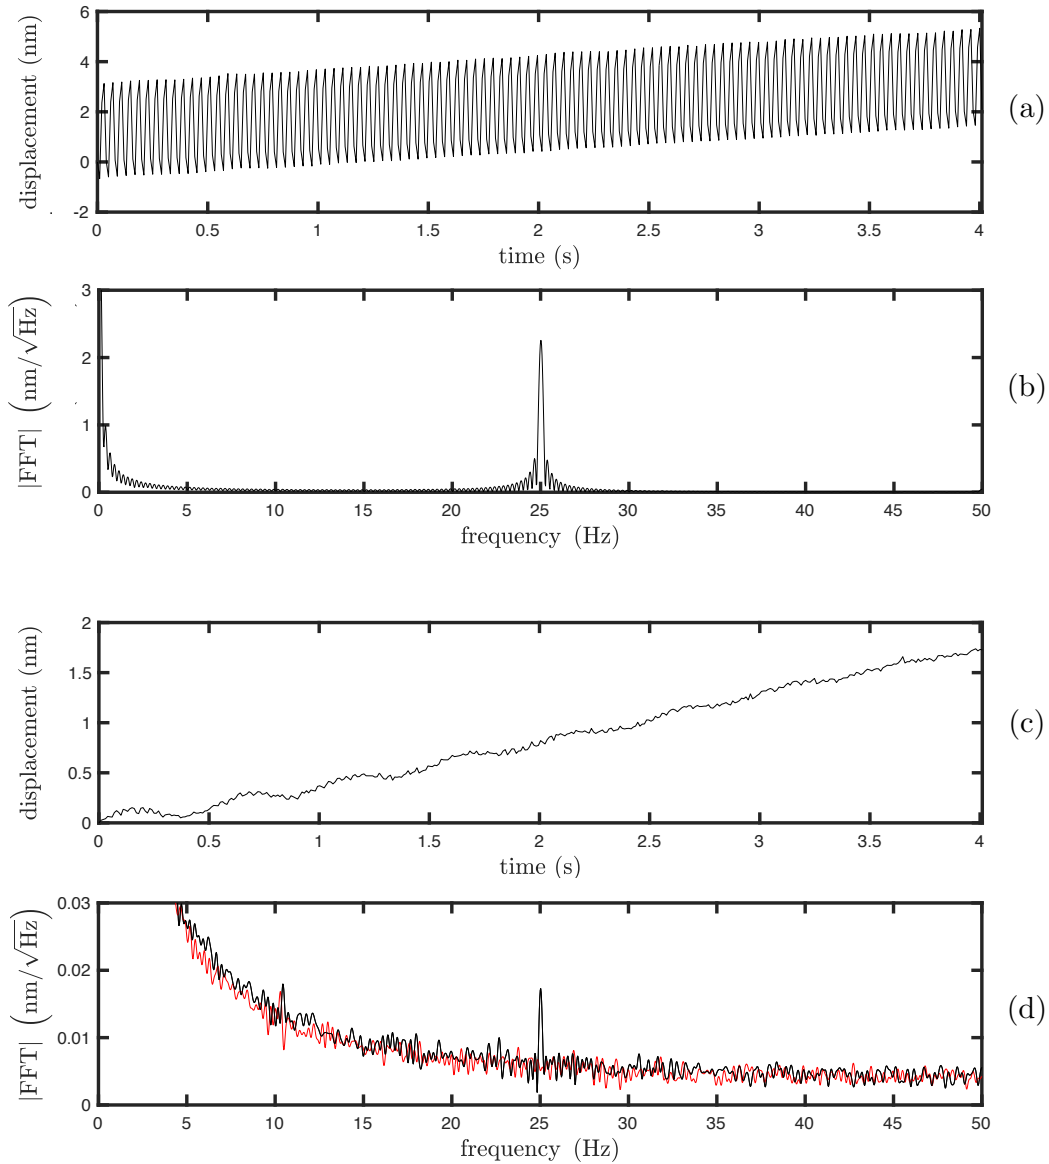 displacement (nm)
6
4
2
0
-2
0 0.5 1 1.5 2 2.5 3 3.5 4
time (s)
(a)
|FFT| (nm/√Hz)
3
2
1
0
0 5 10 15 20 25 30 35 40 45 50
frequency (Hz)
(b)
displacement (nm)
2
1.5
1
0.5
0
0 0.5 1 1.5 2 2.5 3 3.5 4
time (s)
(c)
|FFT| (nm/√Hz)
0.03
0.02
0.01
0
0 5 10 15 20 25 30 35 40 45 50
frequency (Hz)
(d)